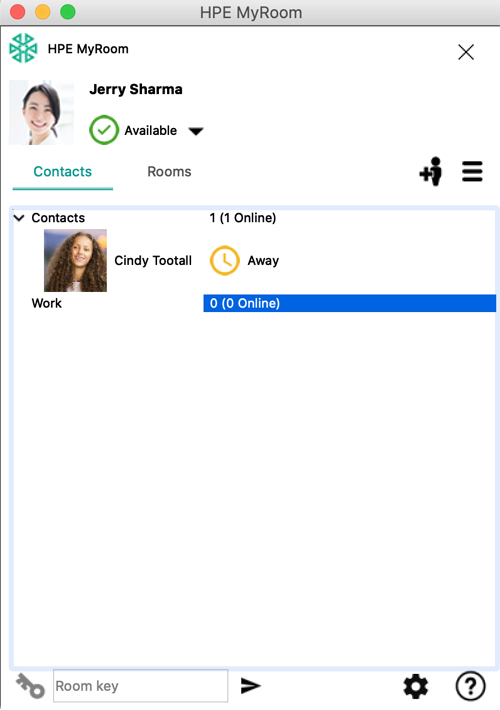 HPE MyRoom
HPE MyRoom
Jerry Sharma
Available
Contacts Rooms
Contacts 1 (1 Online)
Cindy Tootall Away
Work 0 (0 Online)
Room key